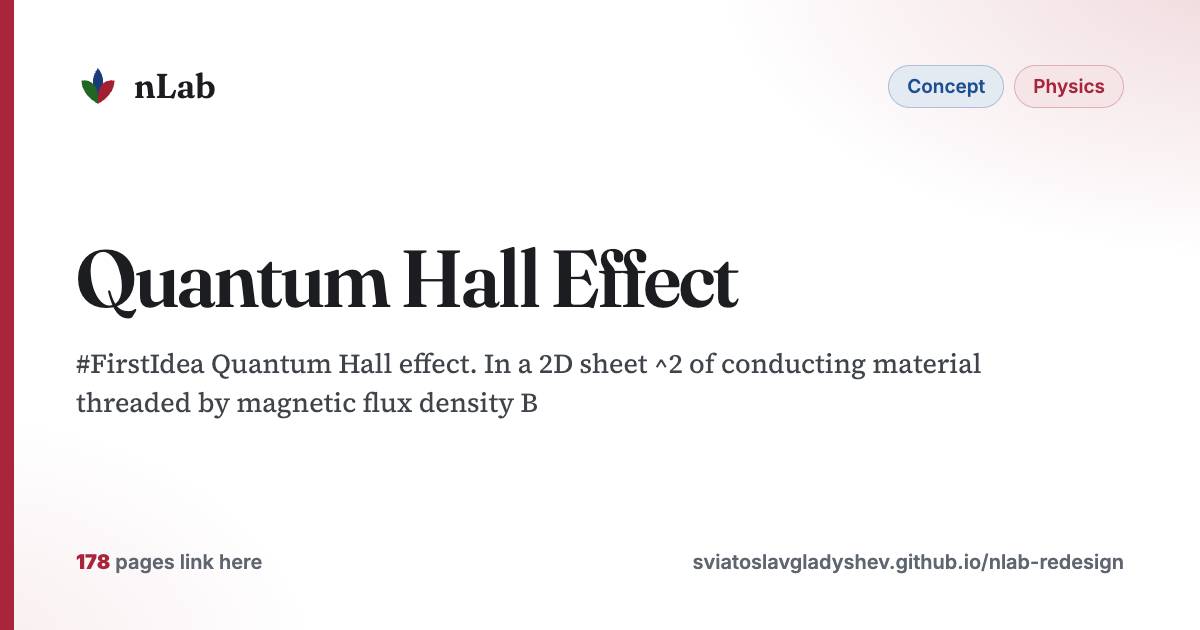 nLab
Concept
Physics
Quantum Hall Effect
#FirstIdea Quantum Hall effect. In a 2D sheet ^2 of conducting material
threaded by magnetic flux density B
178 pages link here
sviatoslavgladyshev.github.io/nlab-redesign